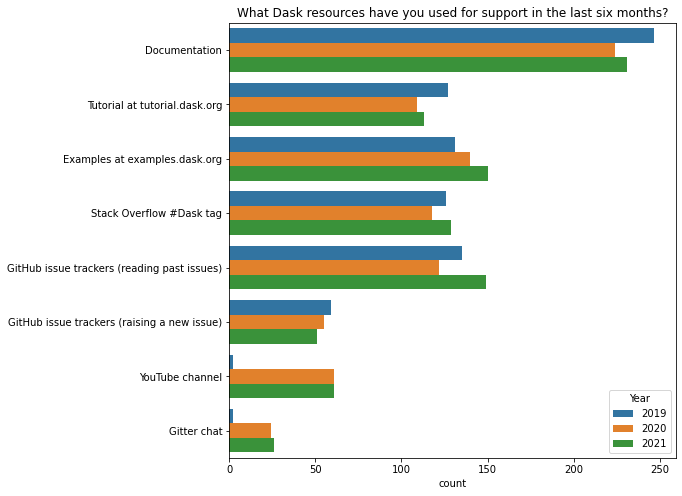 What Dask resources have you used for support in the last six months?
Documentation
Tutorial at tutorial.dask.org
Examples at examples.dask.org
Stack Overflow #Dask tag
GitHub issue trackers (reading past issues)
GitHub issue trackers (raising a new issue)
YouTube channel
Gitter chat
Year
2019
2020
2021
0 50 100 150 200 250
count